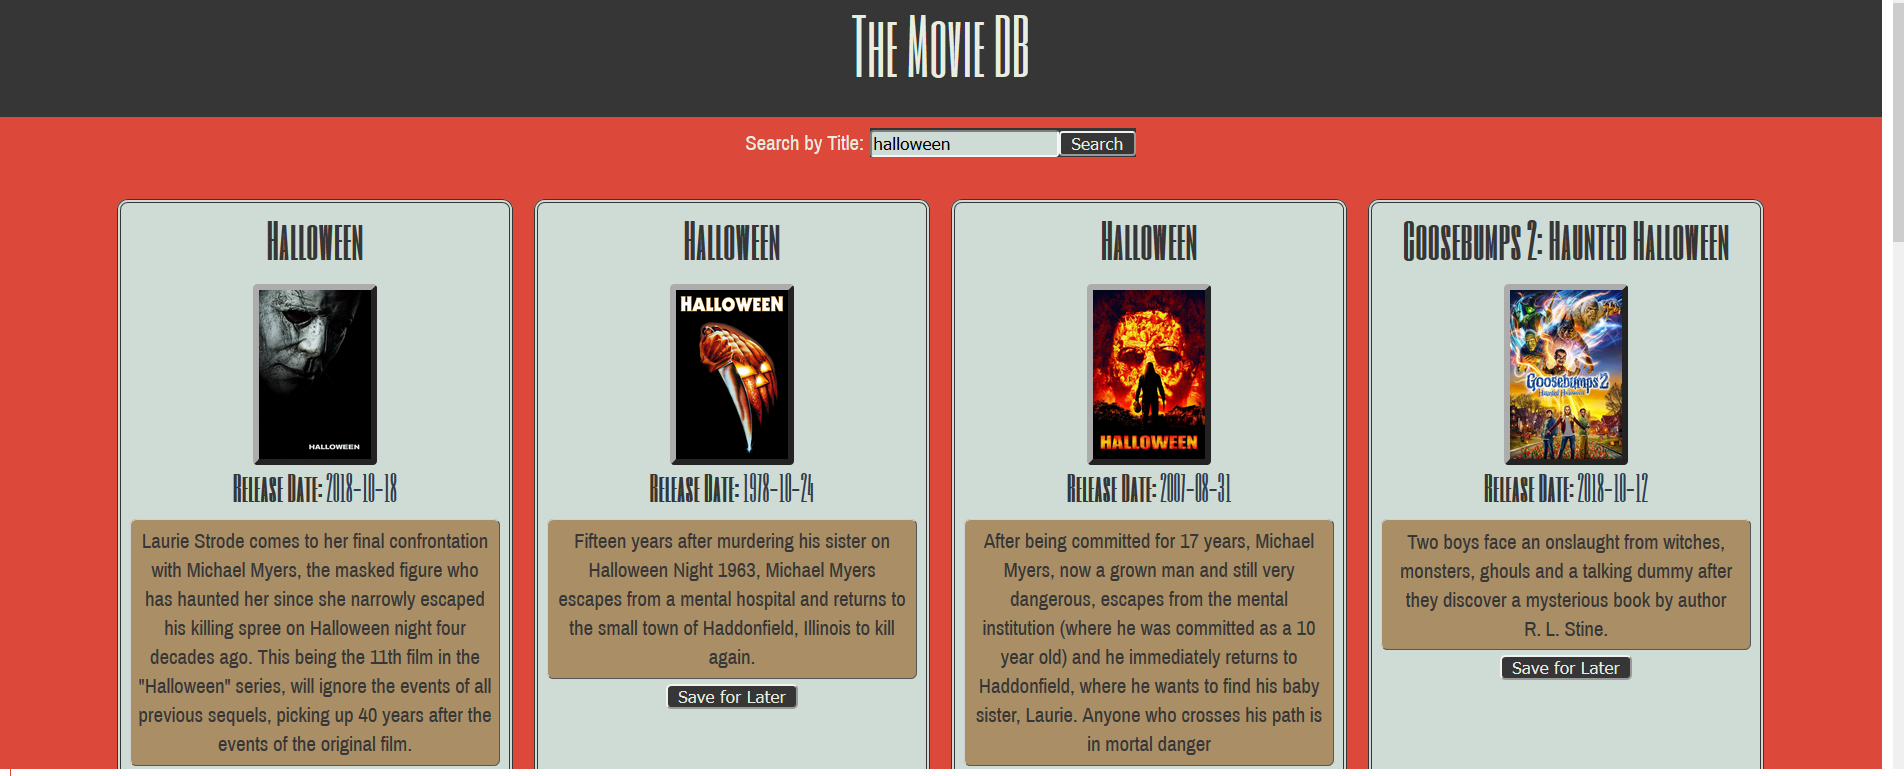 The Movie DB
Search by Title: halloween Search
Halloween
HALLOWEEN
Release Date: 2018-10-18
Laurie Strode comes to her final confrontation
with Michael Myers, the masked figure who
has haunted her since she narrowly escaped
his killing spree on Halloween night four
decades ago. This being the 11th film in the
"Halloween" series, will ignore the events of all
previous sequels, picking up 40 years after the
events of the original film.
Halloween
HALLOWEEN
Release Date: 1978-10-24
Fifteen years after murdering his sister on
Halloween Night 1963, Michael Myers
escapes from a mental hospital and returns to
the small town of Haddonfield, Illinois to kill
again.
Save for Later
Halloween
HALLOWEEN
Release Date: 2007-08-31
After being committed for 17 years, Michael
Myers, now a grown man and still very
dangerous, escapes from the mental
institution (where he was committed as a 10
year old) and he immediately returns to
Haddonfield, where he wants to find his baby
sister, Laurie. Anyone who crosses his path is
in mortal danger
Goosebumps 2: Haunted Halloween
Goosebumps 2
Haunted Halloween
Release Date: 2018-10-12
Two boys face an onslaught from witches,
monsters, ghouls and a talking dummy after
they discover a mysterious book by author
R. L. Stine.
Save for Later